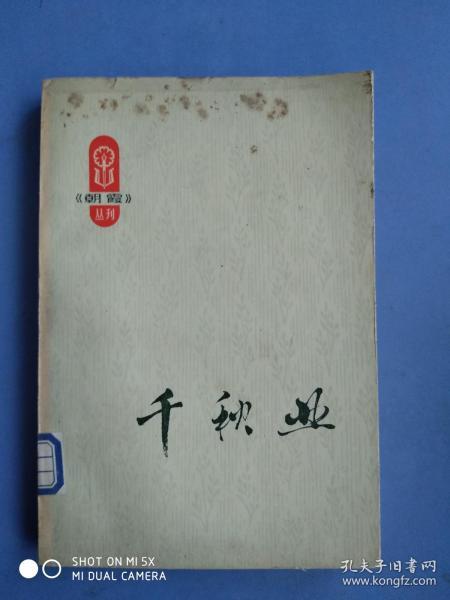 《朝霞》
丛刊
千秋业
SHOT ON MI 5X
MI DUAL CAMERA
孔夫子旧书网
www.kongfz.com